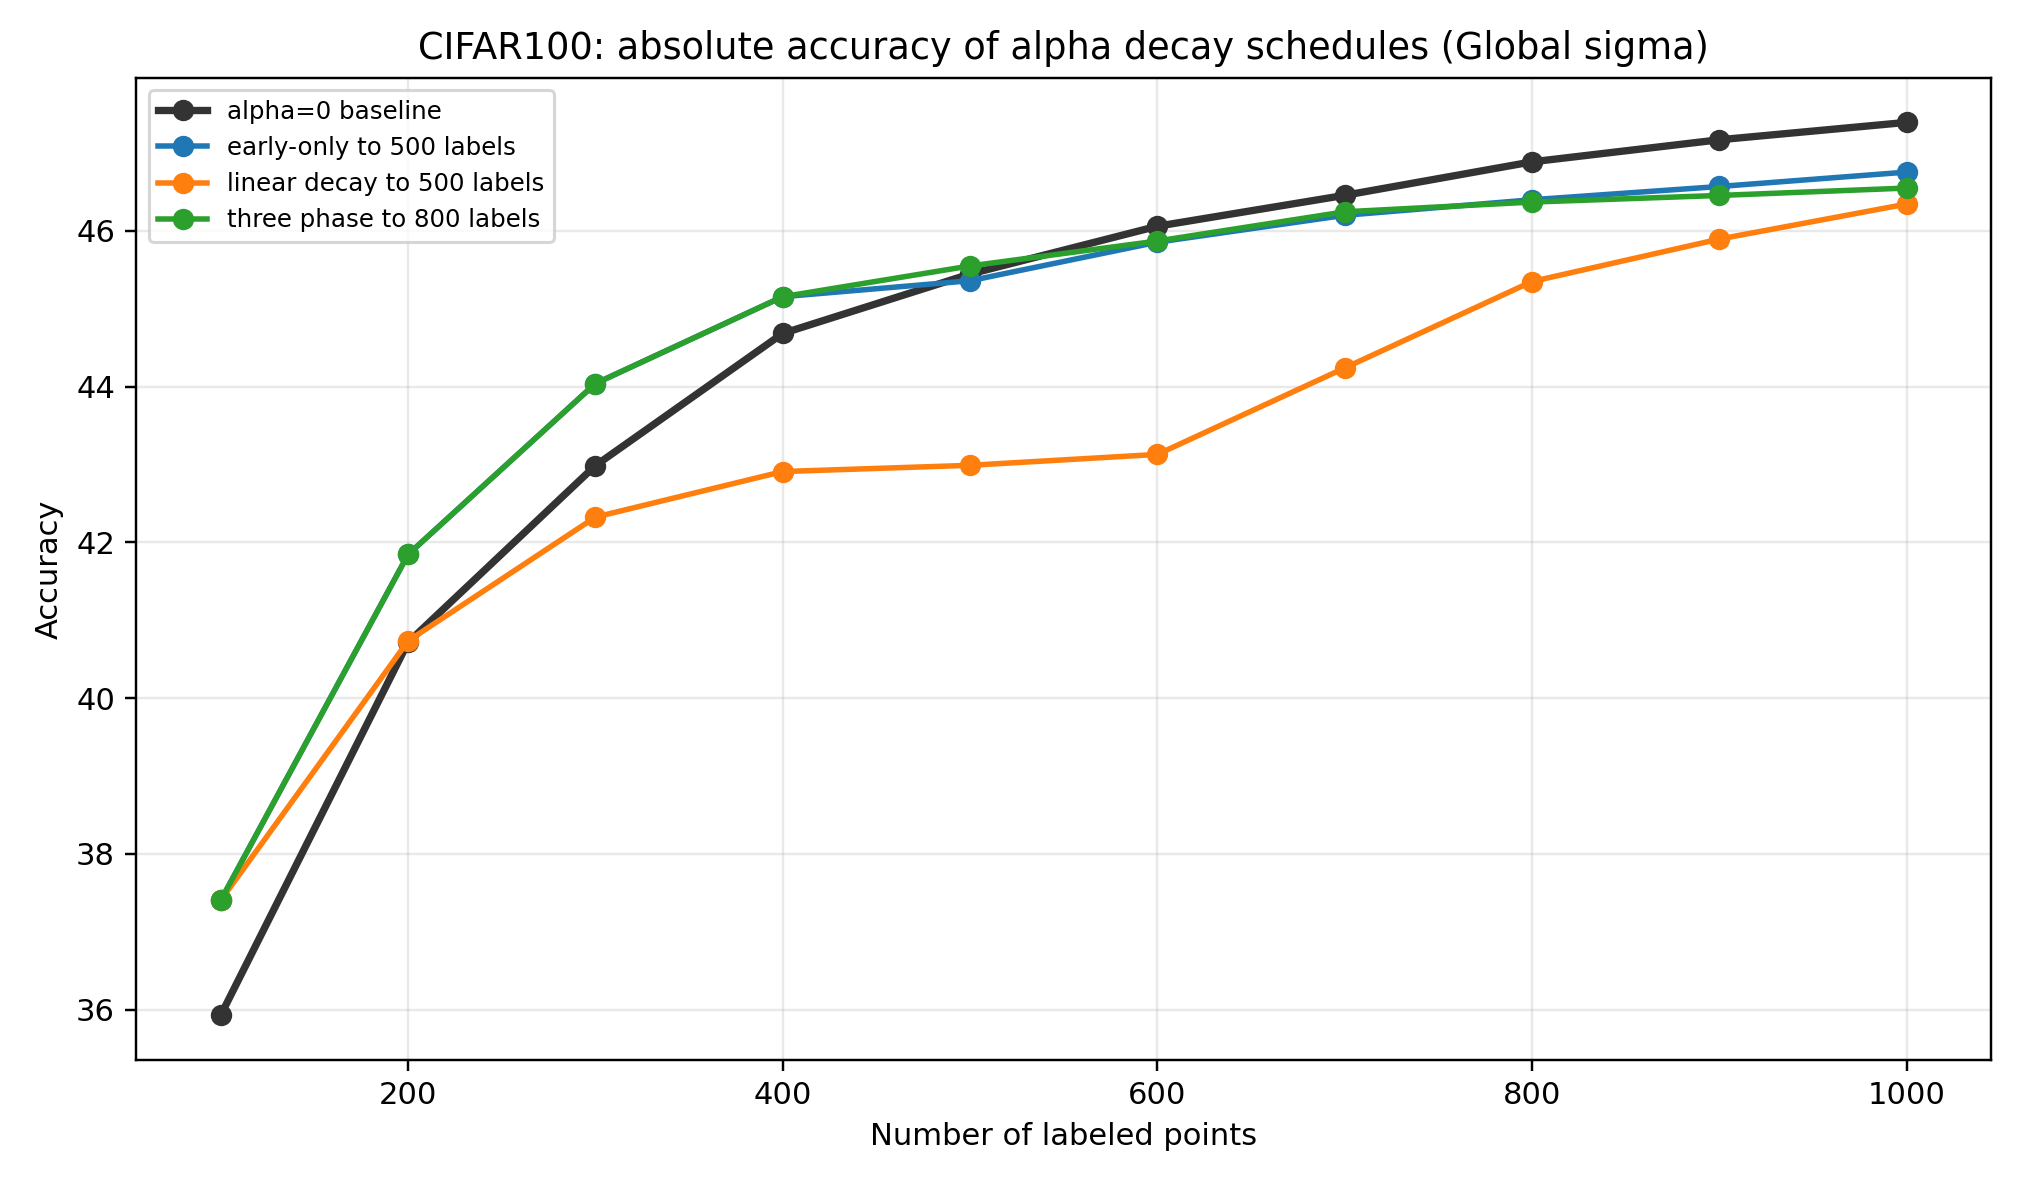 CIFAR100: absolute accuracy of alpha decay schedules (Global sigma)
alpha=0 baseline
early-only to 500 labels
linear decay to 500 labels
three phase to 800 labels
Accuracy
46
44
42
40
38
36
200 400 600 800 1000
Number of labeled points